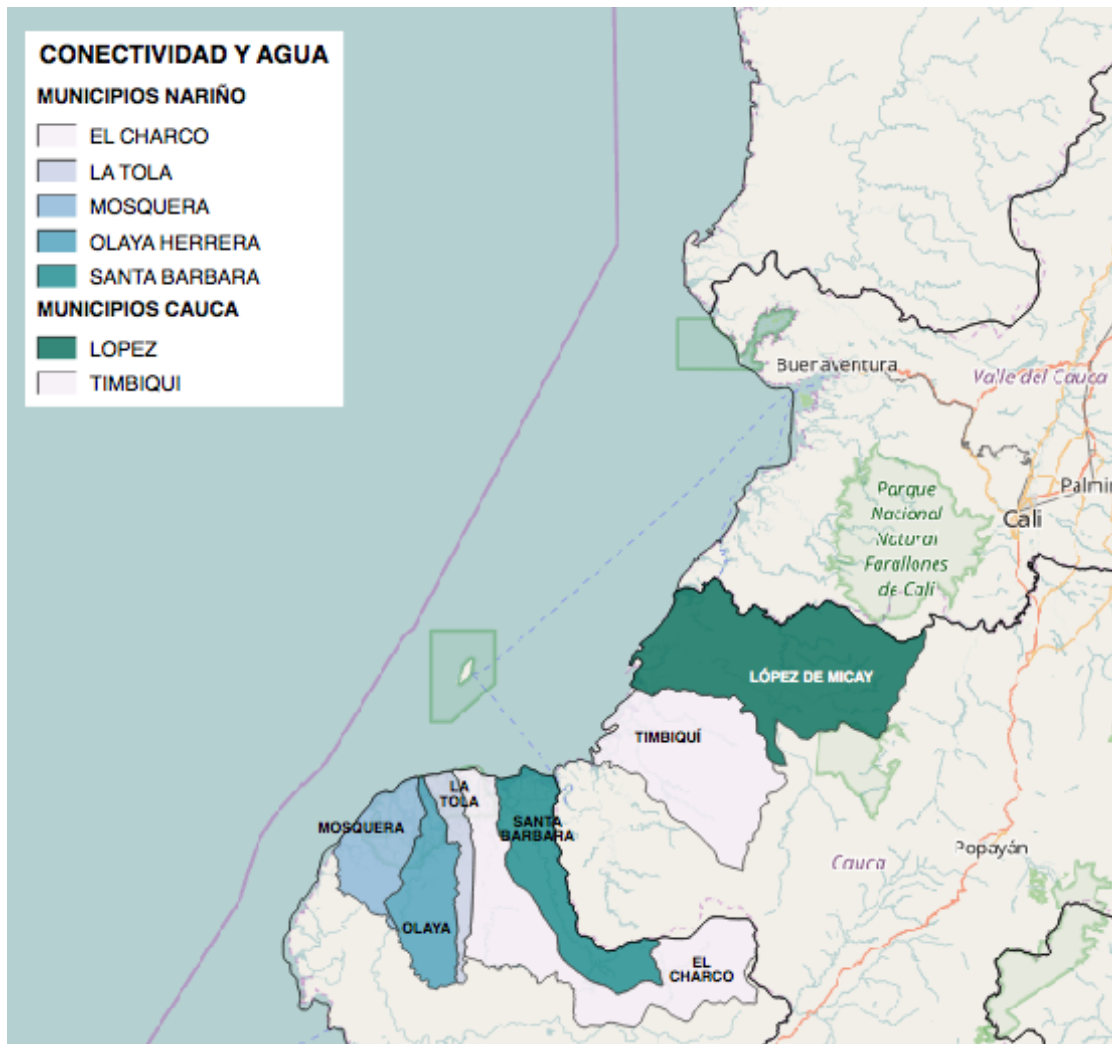 CONECTIVIDAD Y AGUA
MUNICIPIOS NARIÑO
EL CHARCO
LA TOLA
MOSQUERA
OLAYA HERRERA
SANTA BARBARA
MUNICIPIOS CAUCA
LOPEZ
TIMBIQUI
Buenaventura
Valle del Cauca
Parque
Nacional
Natural
Farallones
de Cali
Palmir
Cali
LÓPEZ DE MICAY
TIMBIQUÍ
LA
TOLA
MOSQUERA
SANTA
BARBARA
Cauca
Popayán
OLAYA
EL
CHARCO